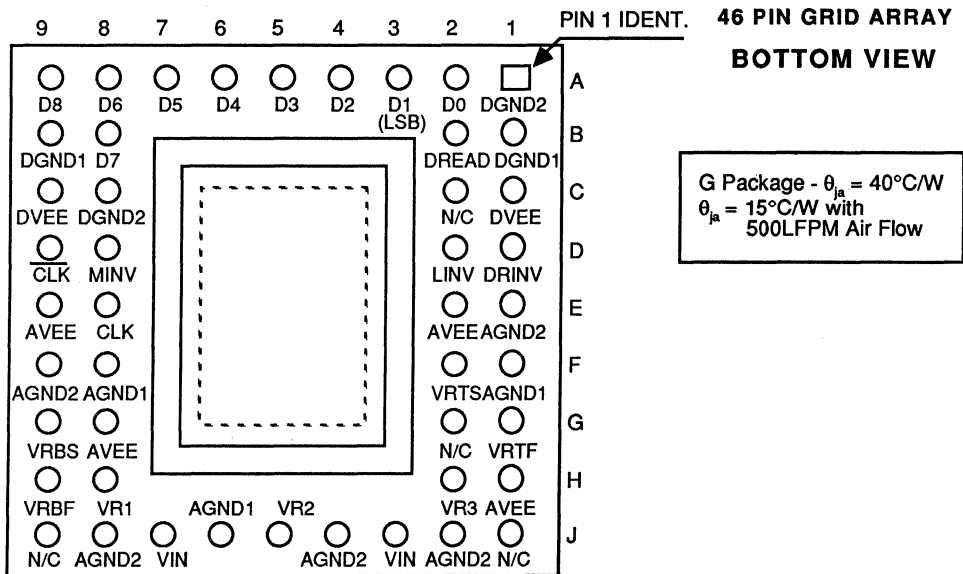 9 8 7 6 5 4 3 2 1
PIN 1 IDENT.
46 PIN GRID ARRAY
BOTTOM VIEW
A
D8 D6 D5 D4 D3 D2 D1 D0 DGND2
(LSB)
B
DGND1 D7 DREAD DGND1
C
DVEE DGND2 N/C DVEE
D
CLK MINV LINV DRINV
E
AVEE CLK AVEE AGND2
F
AGND2 AGND1 VRTS AGND1
G
VRBS AVEE N/C VRTF
H
VRBF VR1 AGND1 VR2 VR3 AVEE
J
N/C AGND2 VIN AGND2 VIN AGND2 N/C
G Package - θja = 40°C/W
θja = 15°C/W with
500LFPM Air Flow